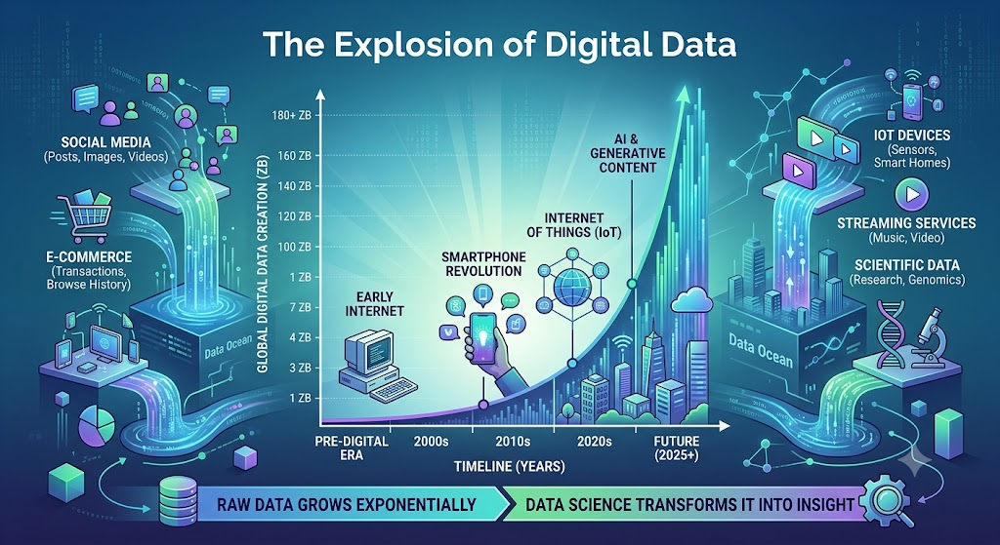 The Explosion of Digital Data
SOCIAL MEDIA
(Posts, Images, Videos)
E-COMMERCE
(Transactions,
Browse History)
Data Ocean
GLOBAL DIGITAL DATA CREATION (ZB)
180+ ZB
160 ZB
140 ZB
120 ZB
100 ZB
1 ZB
7 ZB
4 ZB
3 ZB
1 ZB
EARLY
INTERNET
SMARTPHONE
REVOLUTION
INTERNET
OF THINGS (IoT)
AI &
GENERATIVE
CONTENT
PRE-DIGITAL
ERA
2000s
2010s
2020s
FUTURE
(2025+)
TIMELINE (YEARS)
IOT DEVICES
(Sensors,
Smart Homes)
STREAMING SERVICES
(Music, Video)
SCIENTIFIC DATA
(Research, Genomics)
Data Ocean
RAW DATA GROWS EXPONENTIALLY
DATA SCIENCE TRANSFORMS IT INTO INSIGHT